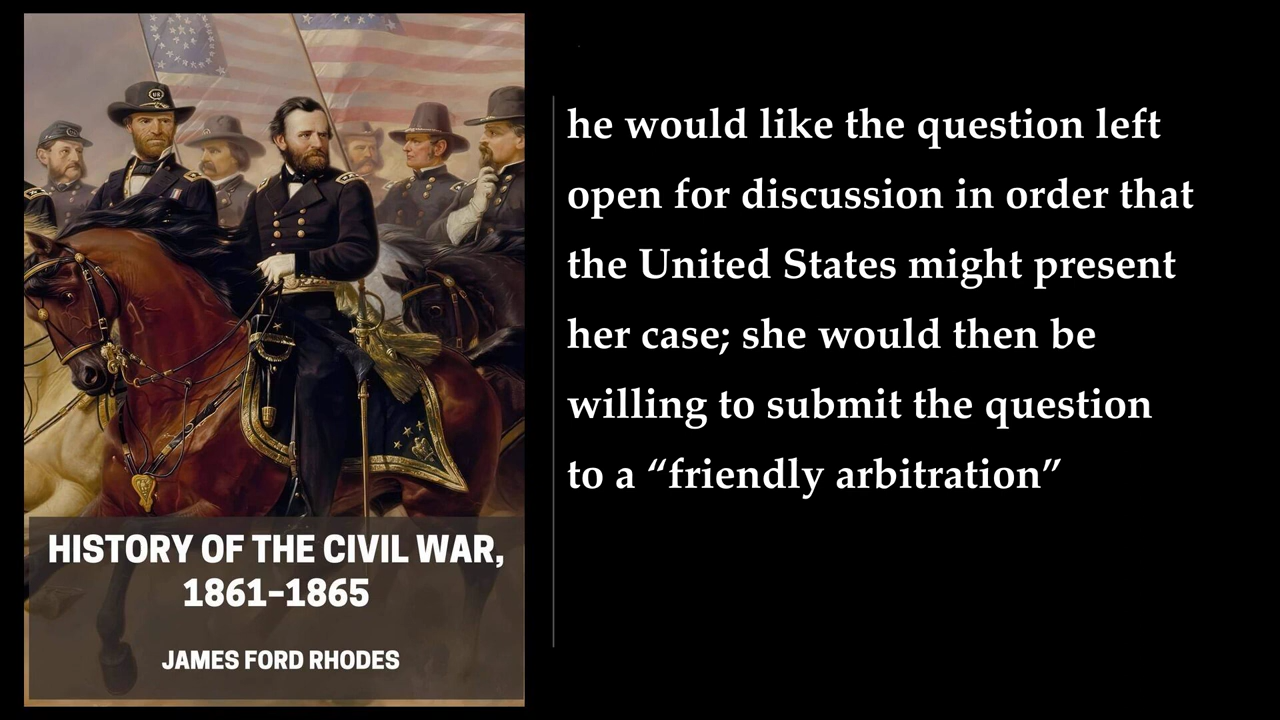 HISTORY OF THE CIVIL WAR,
1861–1865
JAMES FORD RHODES
he would like the question left
open for discussion in order that
the United States might present
her case; she would then be
willing to submit the question
to a “friendly arbitration”